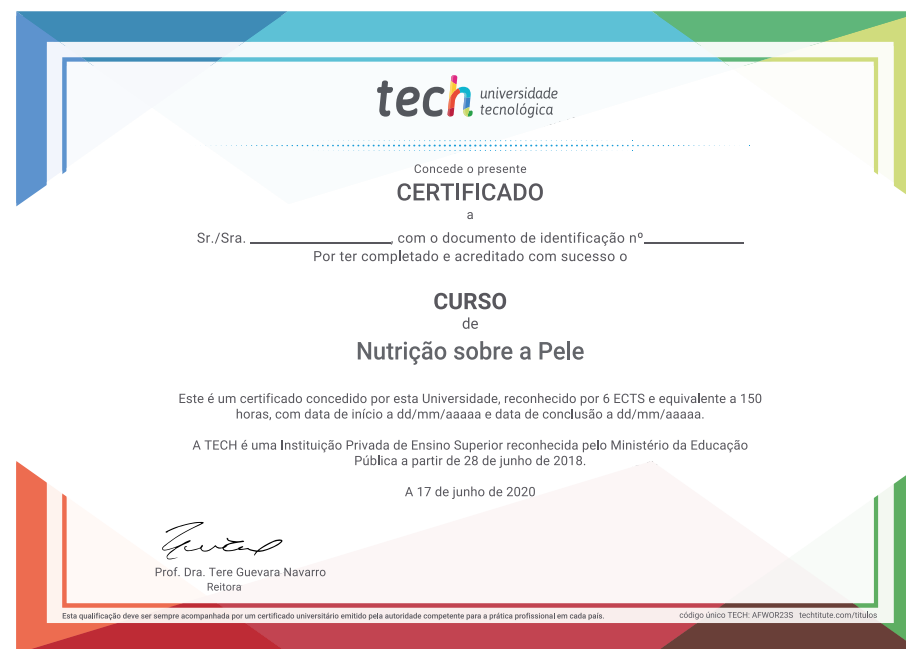 tech universidade
tecnológica
Concede o presente
CERTIFICADO
a
Sr./Sra. ____________________, com o documento de identificação nº______________
Por ter completado e acreditado com sucesso o
CURSO
de
Nutrição sobre a Pele
Este é um certificado concedido por esta Universidade, reconhecido por 6 ECTS e equivalente a 150
horas, com data de início a dd/mm/aaaaa e data de conclusão a dd/mm/aaaaa.
A TECH é uma Instituição Privada de Ensino Superior reconhecida pelo Ministério da Educação
Pública a partir de 28 de junho de 2018.
A 17 de junho de 2020
Prof. Dra. Tere Guevara Navarro
Reitora
Esta qualificação deve ser sempre acompanhada por um certificado universitário emitido pela autoridade competente para a prática profissional em cada país.
código único TECH: AFWOR23S techtitute.com/titulos